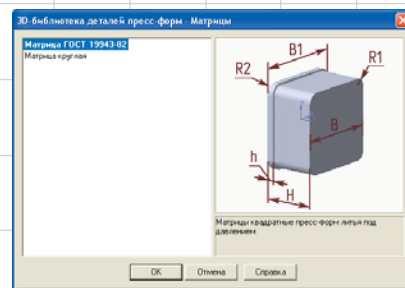 3D-библиотека деталей пресс-форм - Матрицы
Матрица ГОСТ 19943-82
Матрица круглая
B1
R1
R2
B
h
H
Матрицы квадратные пресс-форм литья под
давлением
OK
Отмена
Справка